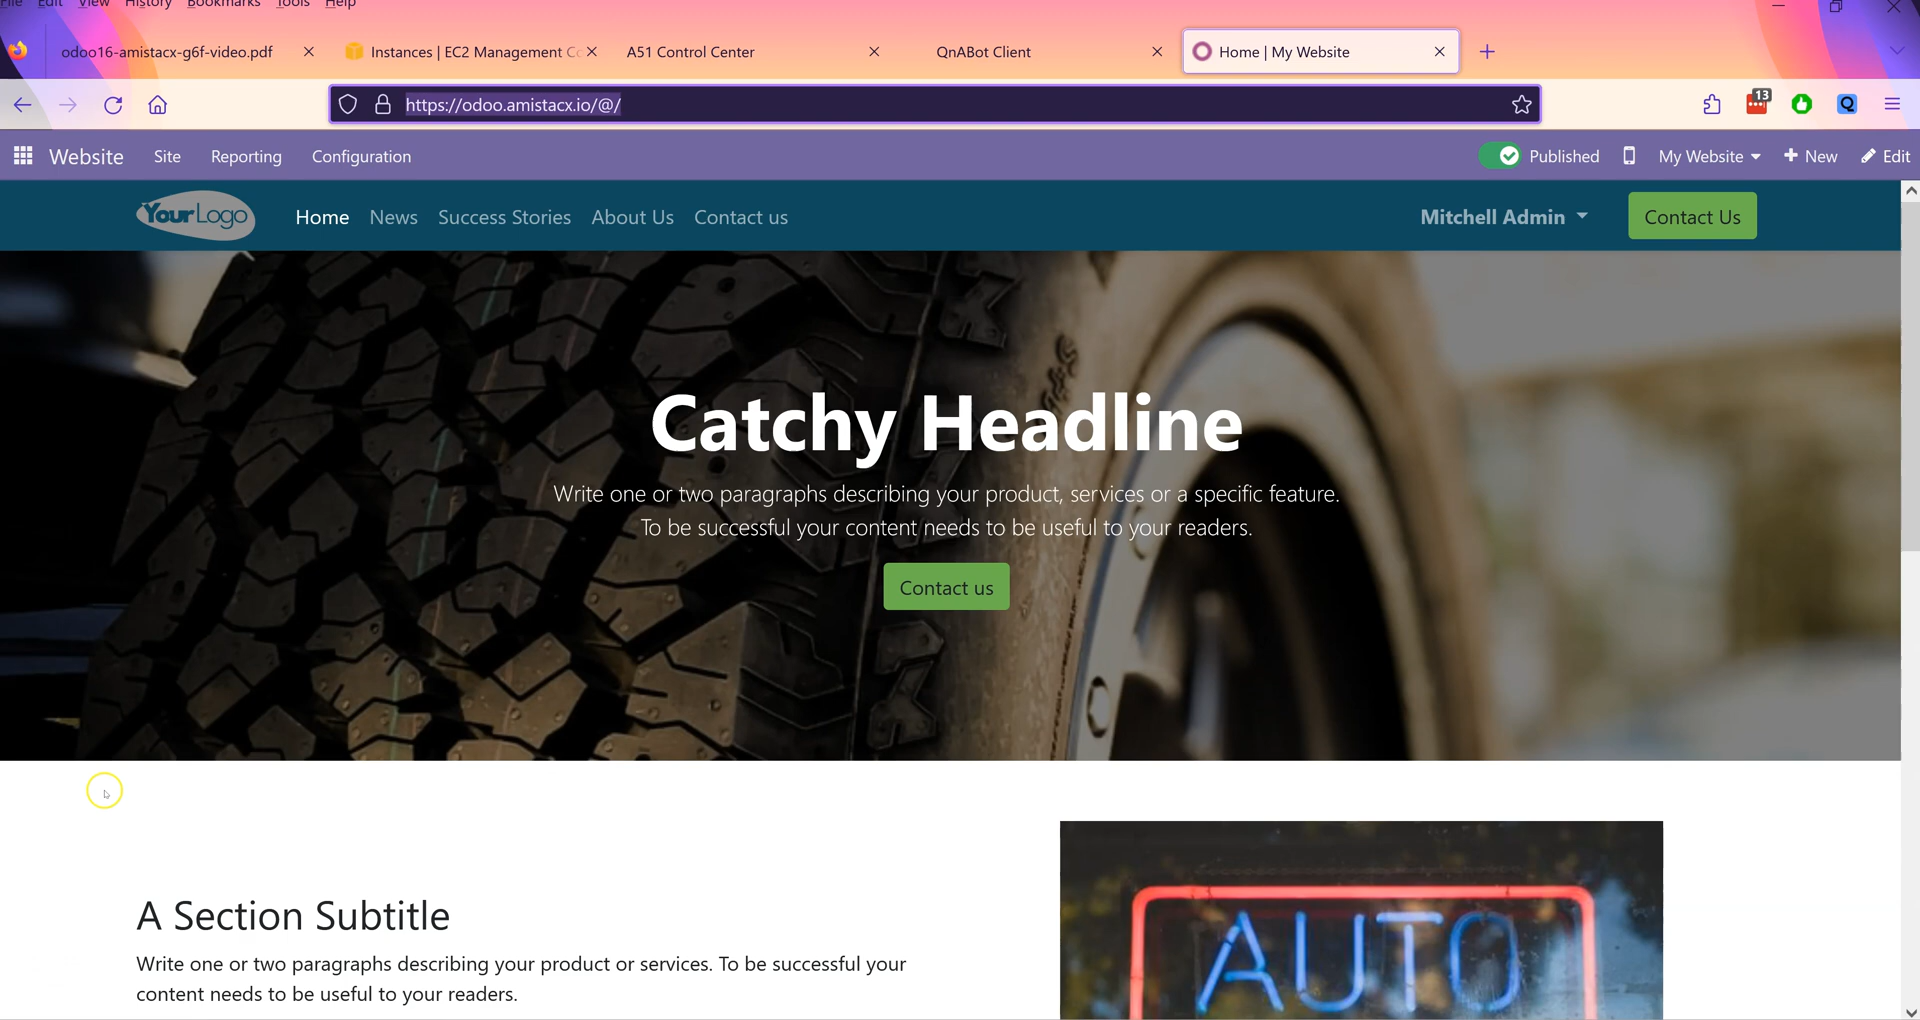 File Edit View History Bookmarks Tools Help
odoo16-amistacx-g6f-video.pdf
Instances | EC2 Management Co
A51 Control Center
QnABot Client
Home | My Website
https://odoo.amistacx.io/@/
13
Q
Website Site Reporting Configuration
Published My Website New Edit
YourLogo
Home News Success Stories About Us Contact us
Mitchell Admin
Contact Us
Catchy Headline
Write one or two paragraphs describing your product, services or a specific feature.
To be successful your content needs to be useful to your readers.
Contact us
A Section Subtitle
Write one or two paragraphs describing your product or services. To be successful your
content needs to be useful to your readers.
AUTO